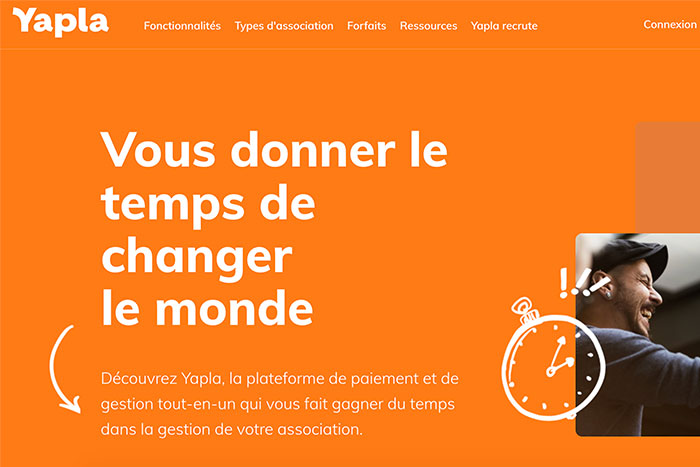 Yapla
Fonctionnalités Types d'association Forfaits Ressources Yapla recrute Connexion
Vous donner le
temps de
changer
le monde
Découvrez Yapla, la plateforme de paiement et de
gestion tout-en-un qui vous fait gagner du temps
dans la gestion de votre association.